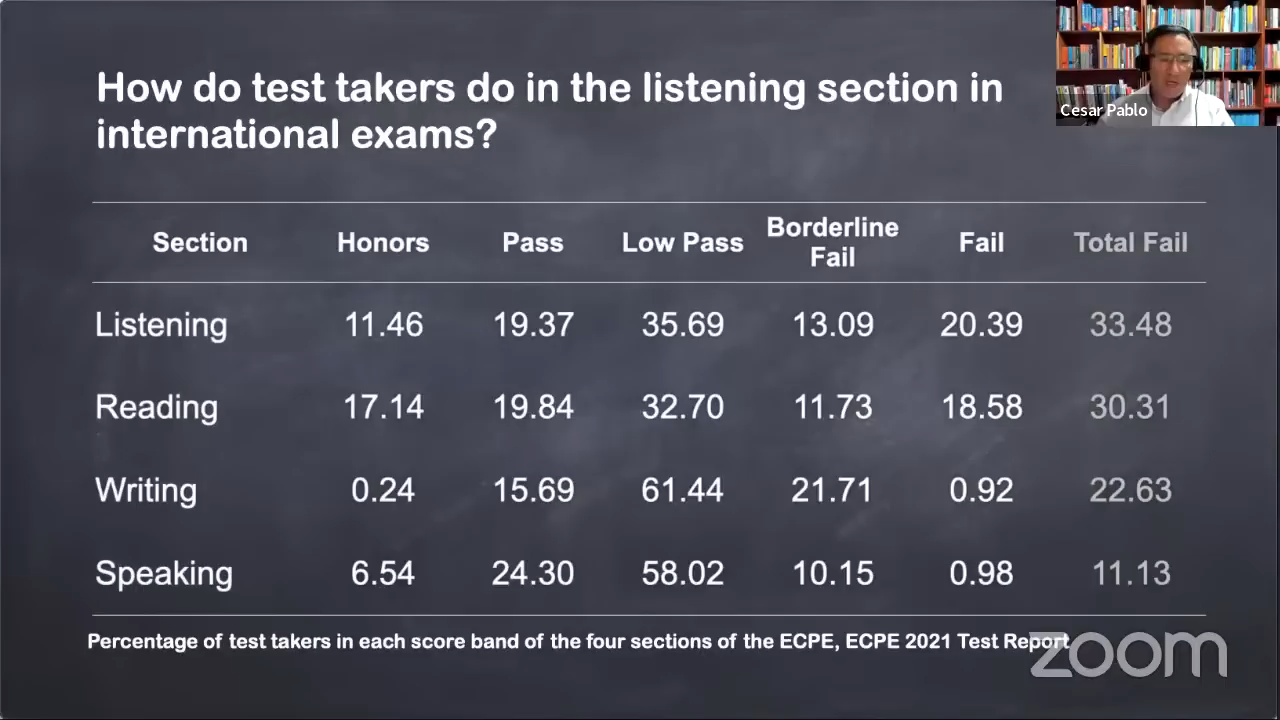 How do test takers do in the listening section in
international exams?
Cesar Pablo
Section Honors Pass Low Pass Borderline Fail Fail Total Fail
Listening 11.46 19.37 35.69 13.09 20.39 33.48
Reading 17.14 19.84 32.70 11.73 18.58 30.31
Writing 0.24 15.69 61.44 21.71 0.92 22.63
Speaking 6.54 24.30 58.02 10.15 0.98 11.13
Percentage of test takers in each score band of the four sections of the ECPE, ECPE 2021 Test Report
zoom